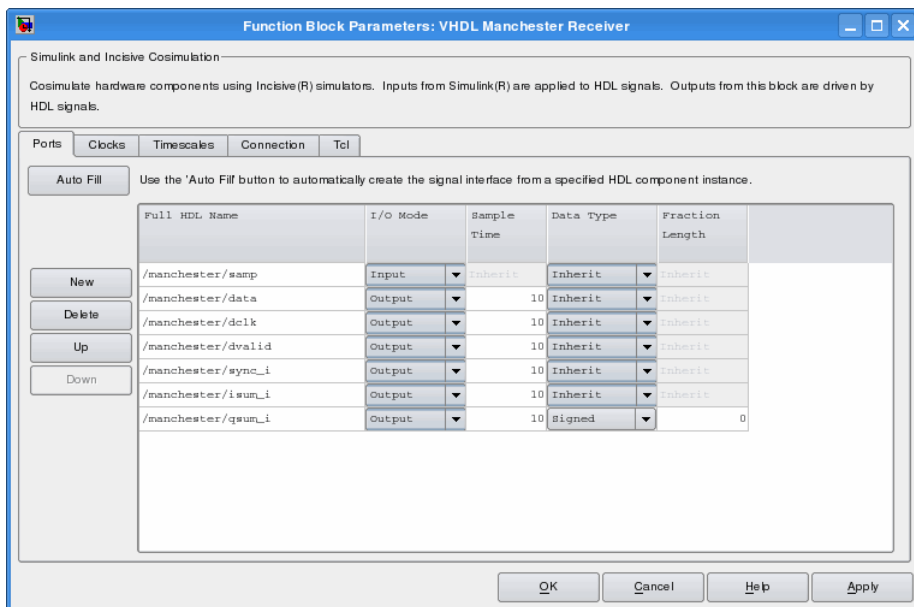 Function Block Parameters: VHDL Manchester Receiver
Simulink and Incisive Cosimulation
Cosimulate hardware components using Incisive(R) simulators. Inputs from Simulink(R) are applied to HDL signals. Outputs from this block are driven by
HDL signals.
Ports Clocks Timescales Connection Tcl
Auto Fill Use the 'Auto Fill' button to automatically create the signal interface from a specified HDL component instance.
Full HDL Name I/O Mode Sample Time Data Type Fraction Length
/manchester/samp Input Inherit Inherit Inherit
New
/manchester/data Output 10 Inherit Inherit
Delete
/manchester/dclk Output 10 Inherit Inherit
Up
/manchester/dvalid Output 10 Inherit Inherit
Down
/manchester/sync_i Output 10 Inherit Inherit
/manchester/isum_i Output 10 Inherit Inherit
/manchester/qsum_i Output 10 Signed 0
OK Cancel Help Apply